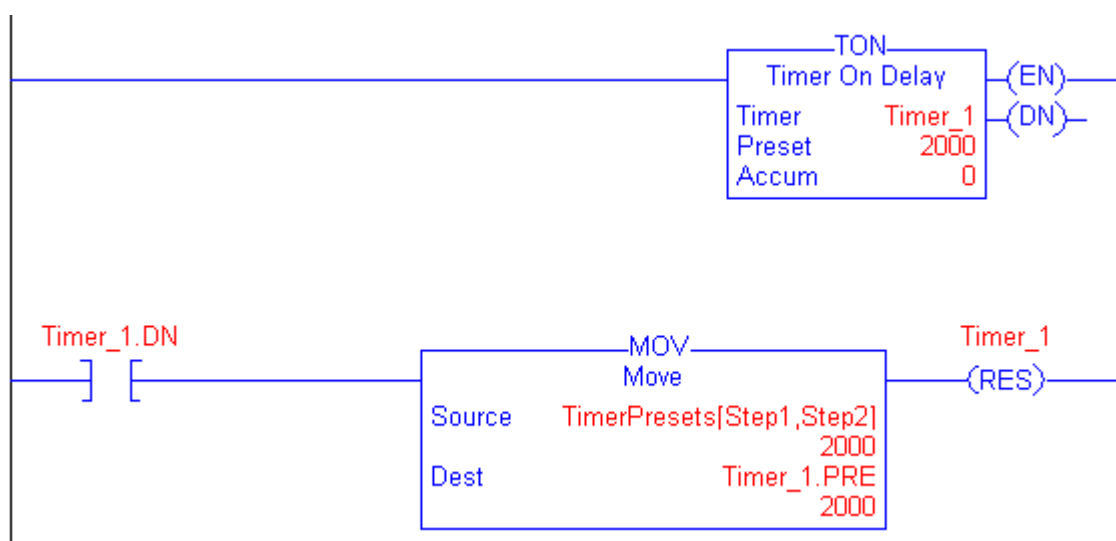 TON
Timer On Delay
(EN)
Timer Timer_1
(DN)
Preset 2000
Accum 0
Timer_1.DN
MOV
Move
Timer_1
(RES)
Source TimerPresets[Step1,Step2]
2000
Dest Timer_1.PRE
2000